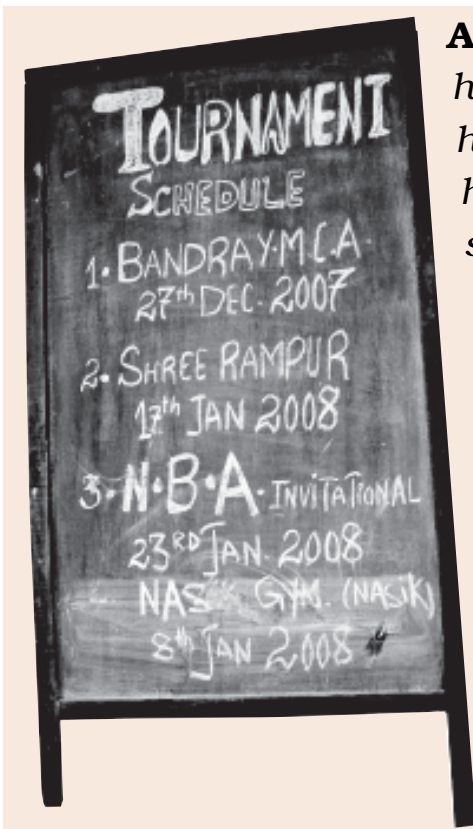 TOURNAMENT
SCHEDULE
1. BANDRA Y.M.C.A.
27th DEC. 2007
2. SHREE RAMPUR
17th JAN 2008
3. N.B.A. INVITATIONAL
23RD JAN. 2008
NASIK GYM. (NASIK)
8th JAN 2008
A
h
h
h
s